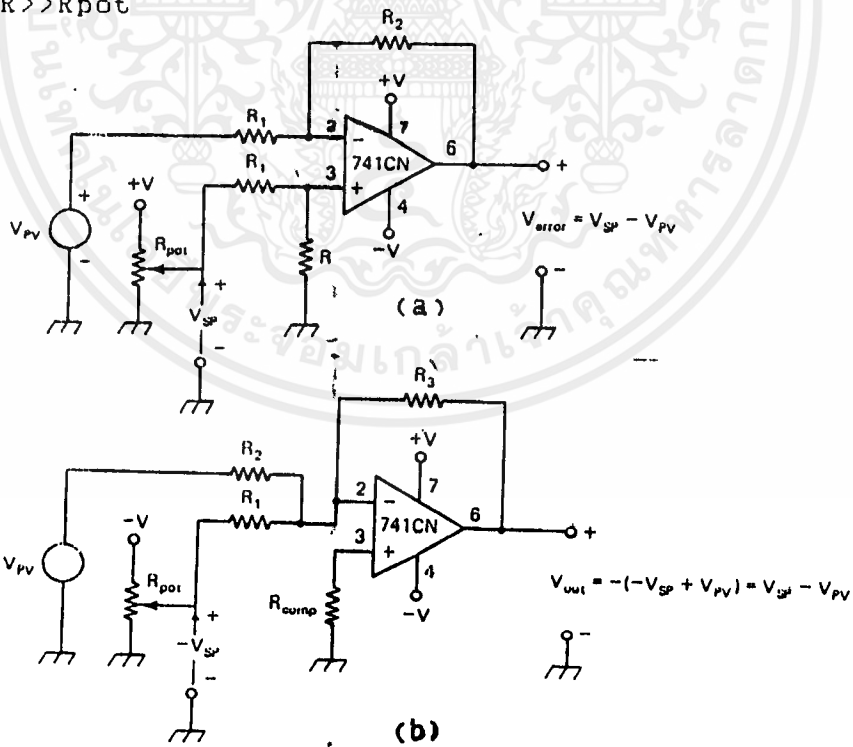 R>>Rpot
R₂
+V
R₁
2
7
−
6
741CN
+
R₁
3
+
4
+V
−V
V_PV
+
−
R_pot
+
V_SP
−
R
V_error = V_SP − V_PV
−
(a)
R₃
+V
R₂
2
7
−
6
R₁
741CN
+
3
+
4
−V
−V
V_PV
R_pot
+
−V_SP
−
R_comp
V_out = −(−V_SP + V_PV) = V_SP − V_PV
−
(b)